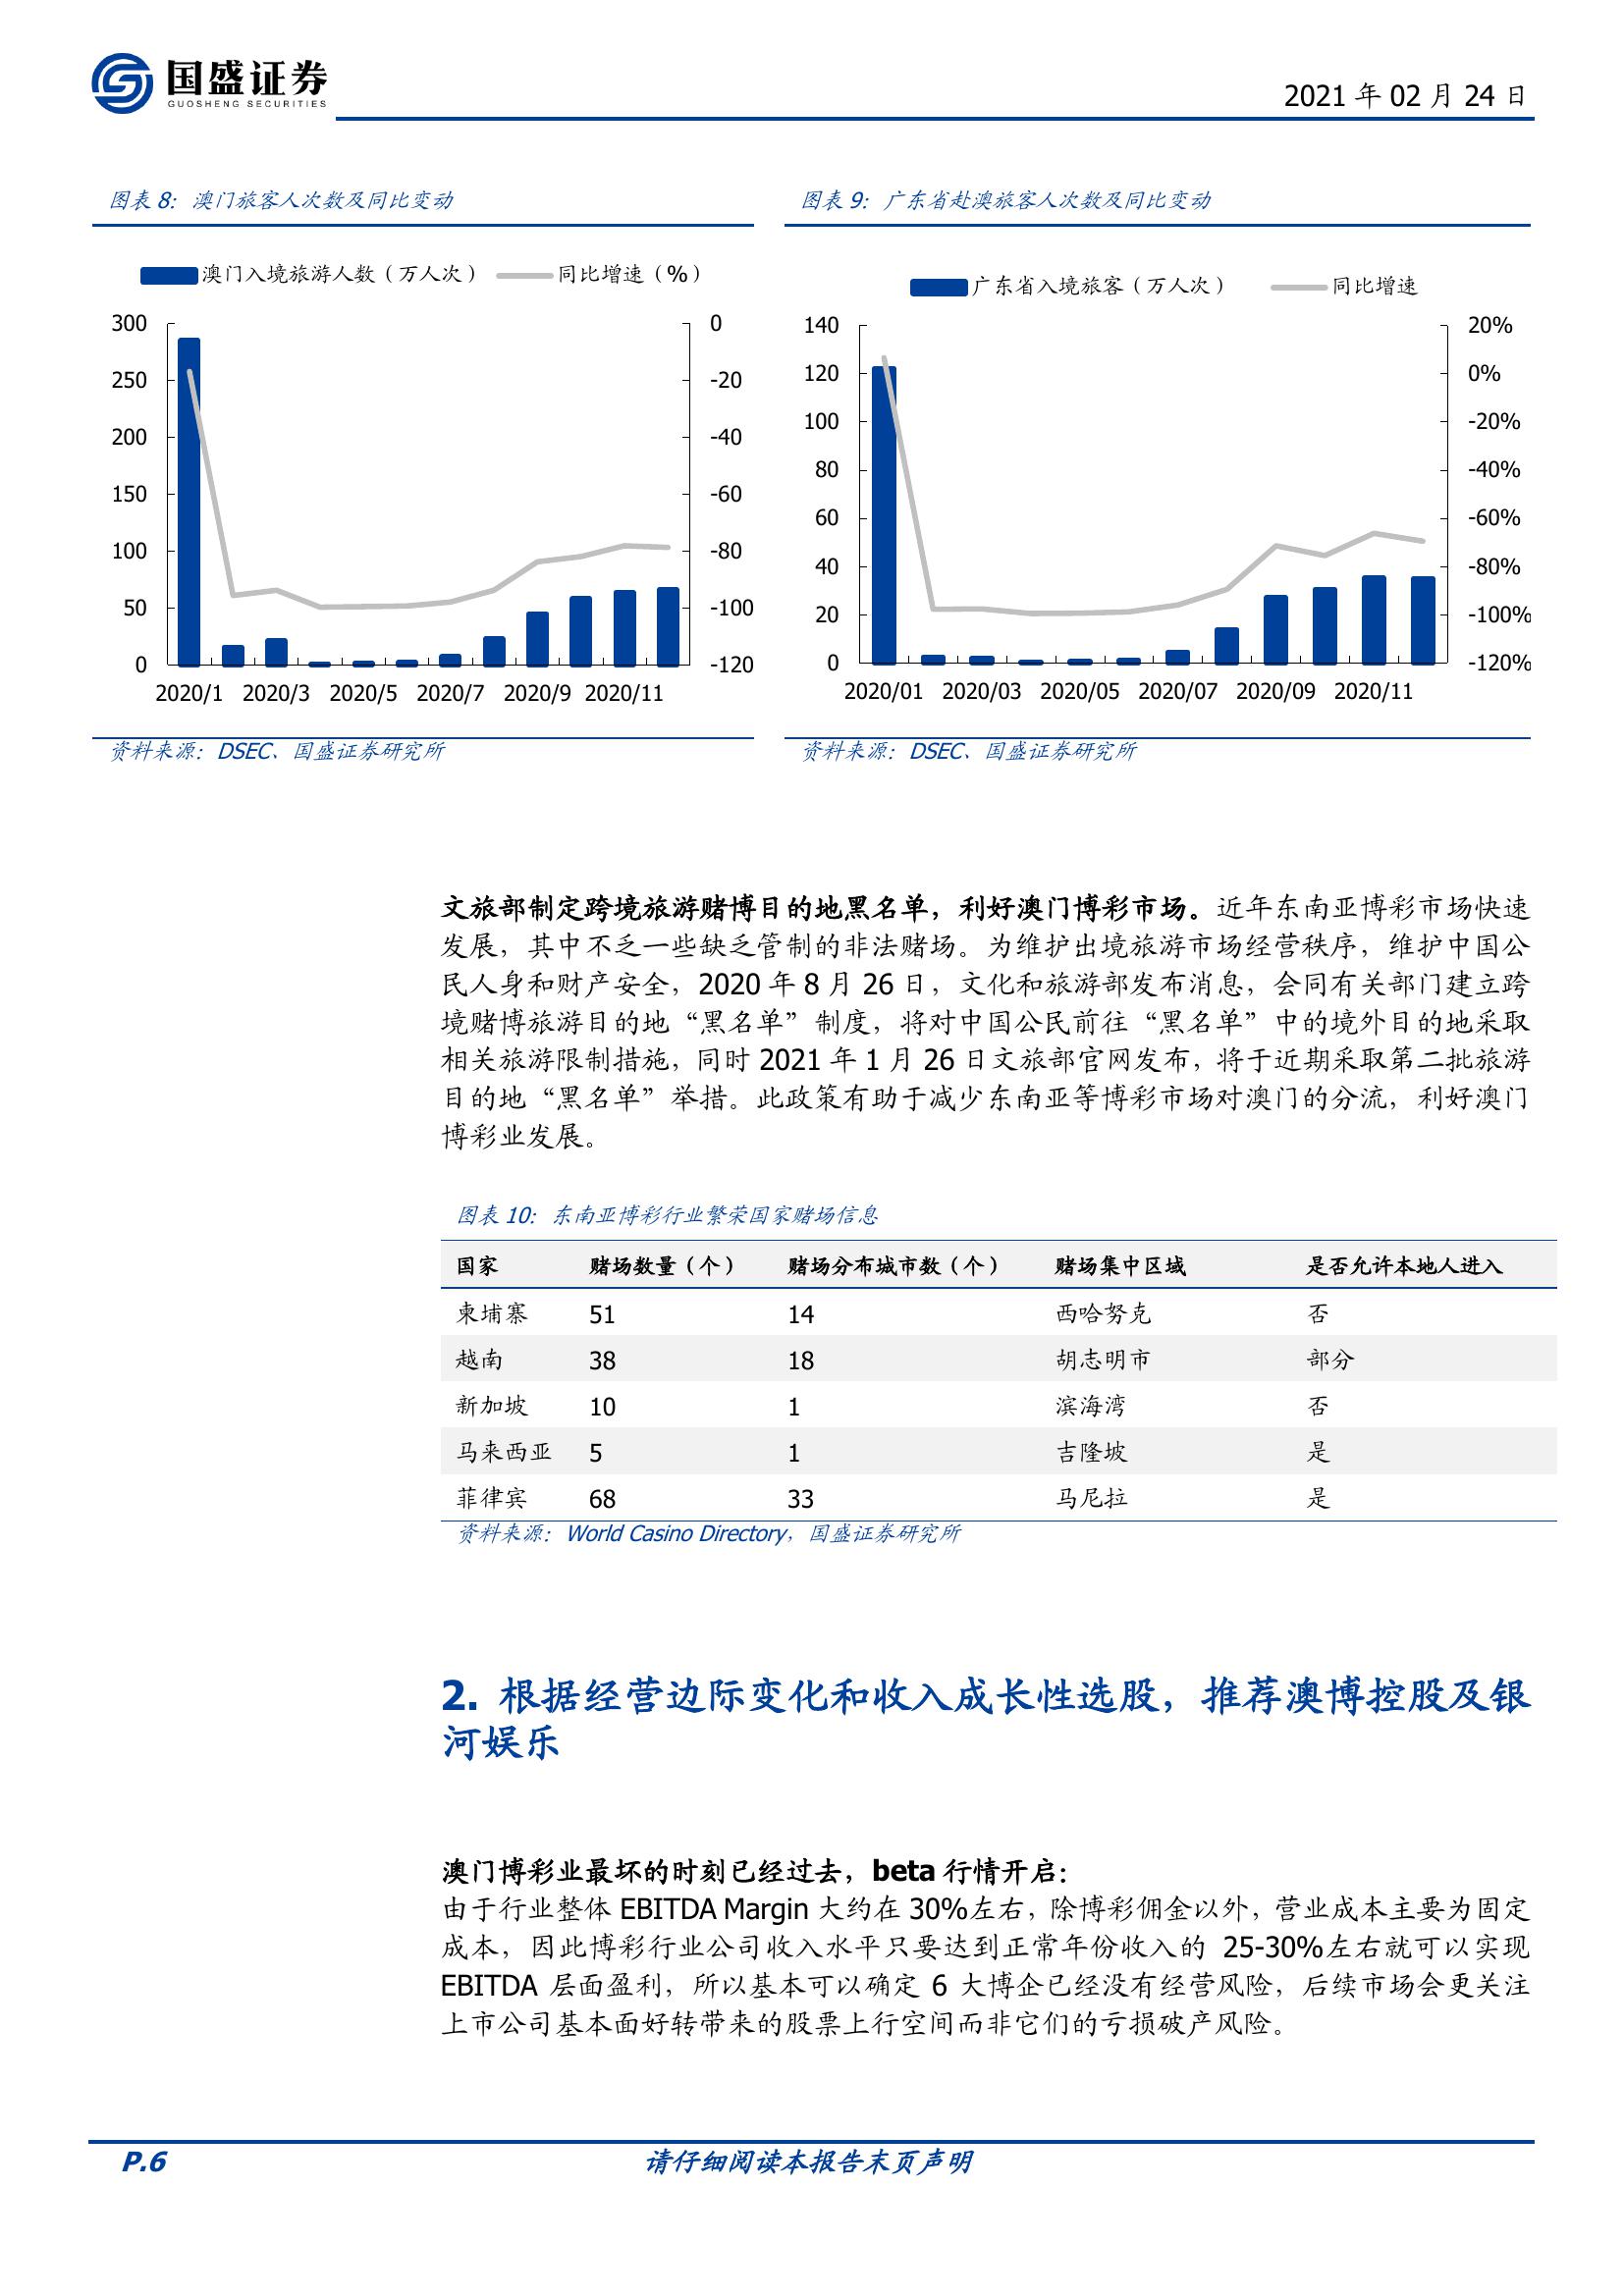 国盛证券
GUOSHENG SECURITIES
2021 年 02 月 24 日
图表 8：澳门旅客人次数及同比变动
澳门入境旅游人数（万人次） 同比增速（%）
300
250
200
150
100
50
0
0
-20
-40
-60
-80
-100
-120
2020/1 2020/3 2020/5 2020/7 2020/9 2020/11
资料来源：DSEC、国盛证券研究所
图表 9：广东省赴澳旅客人次数及同比变动
广东省入境旅客（万人次） 同比增速
140
120
100
80
60
40
20
0
20%
0%
-20%
-40%
-60%
-80%
-100%
-120%
2020/01 2020/03 2020/05 2020/07 2020/09 2020/11
资料来源：DSEC、国盛证券研究所
文旅部制定跨境旅游赌博目的地黑名单，利好澳门博彩市场。近年东南亚博彩市场快速
发展，其中不乏一些缺乏管制的非法赌场。为维护出境旅游市场经营秩序，维护中国公
民人身和财产安全，2020 年 8 月 26 日，文化和旅游部发布消息，会同有关部门建立跨
境赌博旅游目的地“黑名单”制度，将对中国公民前往“黑名单”中的境外目的地采取
相关旅游限制措施，同时 2021 年 1 月 26 日文旅部官网发布，将于近期采取第二批旅游
目的地“黑名单”举措。此政策有助于减少东南亚等博彩市场对澳门的分流，利好澳门
博彩业发展。
图表 10：东南亚博彩行业繁荣国家赌场信息
国家 赌场数量（个） 赌场分布城市数（个） 赌场集中区域 是否允许本地人进入
柬埔寨 51 14 西哈努克 否
越南 38 18 胡志明市 部分
新加坡 10 1 滨海湾 否
马来西亚 5 1 吉隆坡 是
菲律宾 68 33 马尼拉 是
资料来源：World Casino Directory，国盛证券研究所
2. 根据经营边际变化和收入成长性选股，推荐澳博控股及银
河娱乐
澳门博彩业最坏的时刻已经过去，beta 行情开启：
由于行业整体 EBITDA Margin 大约在 30%左右，除博彩佣金以外，营业成本主要为固定
成本，因此博彩行业公司收入水平只要达到正常年份收入的 25-30%左右就可以实现
EBITDA 层面盈利，所以基本可以确定 6 大博企已经没有经营风险，后续市场会更关注
上市公司基本面好转带来的股票上行空间而非它们的亏损破产风险。
P.6 请仔细阅读本报告末页声明